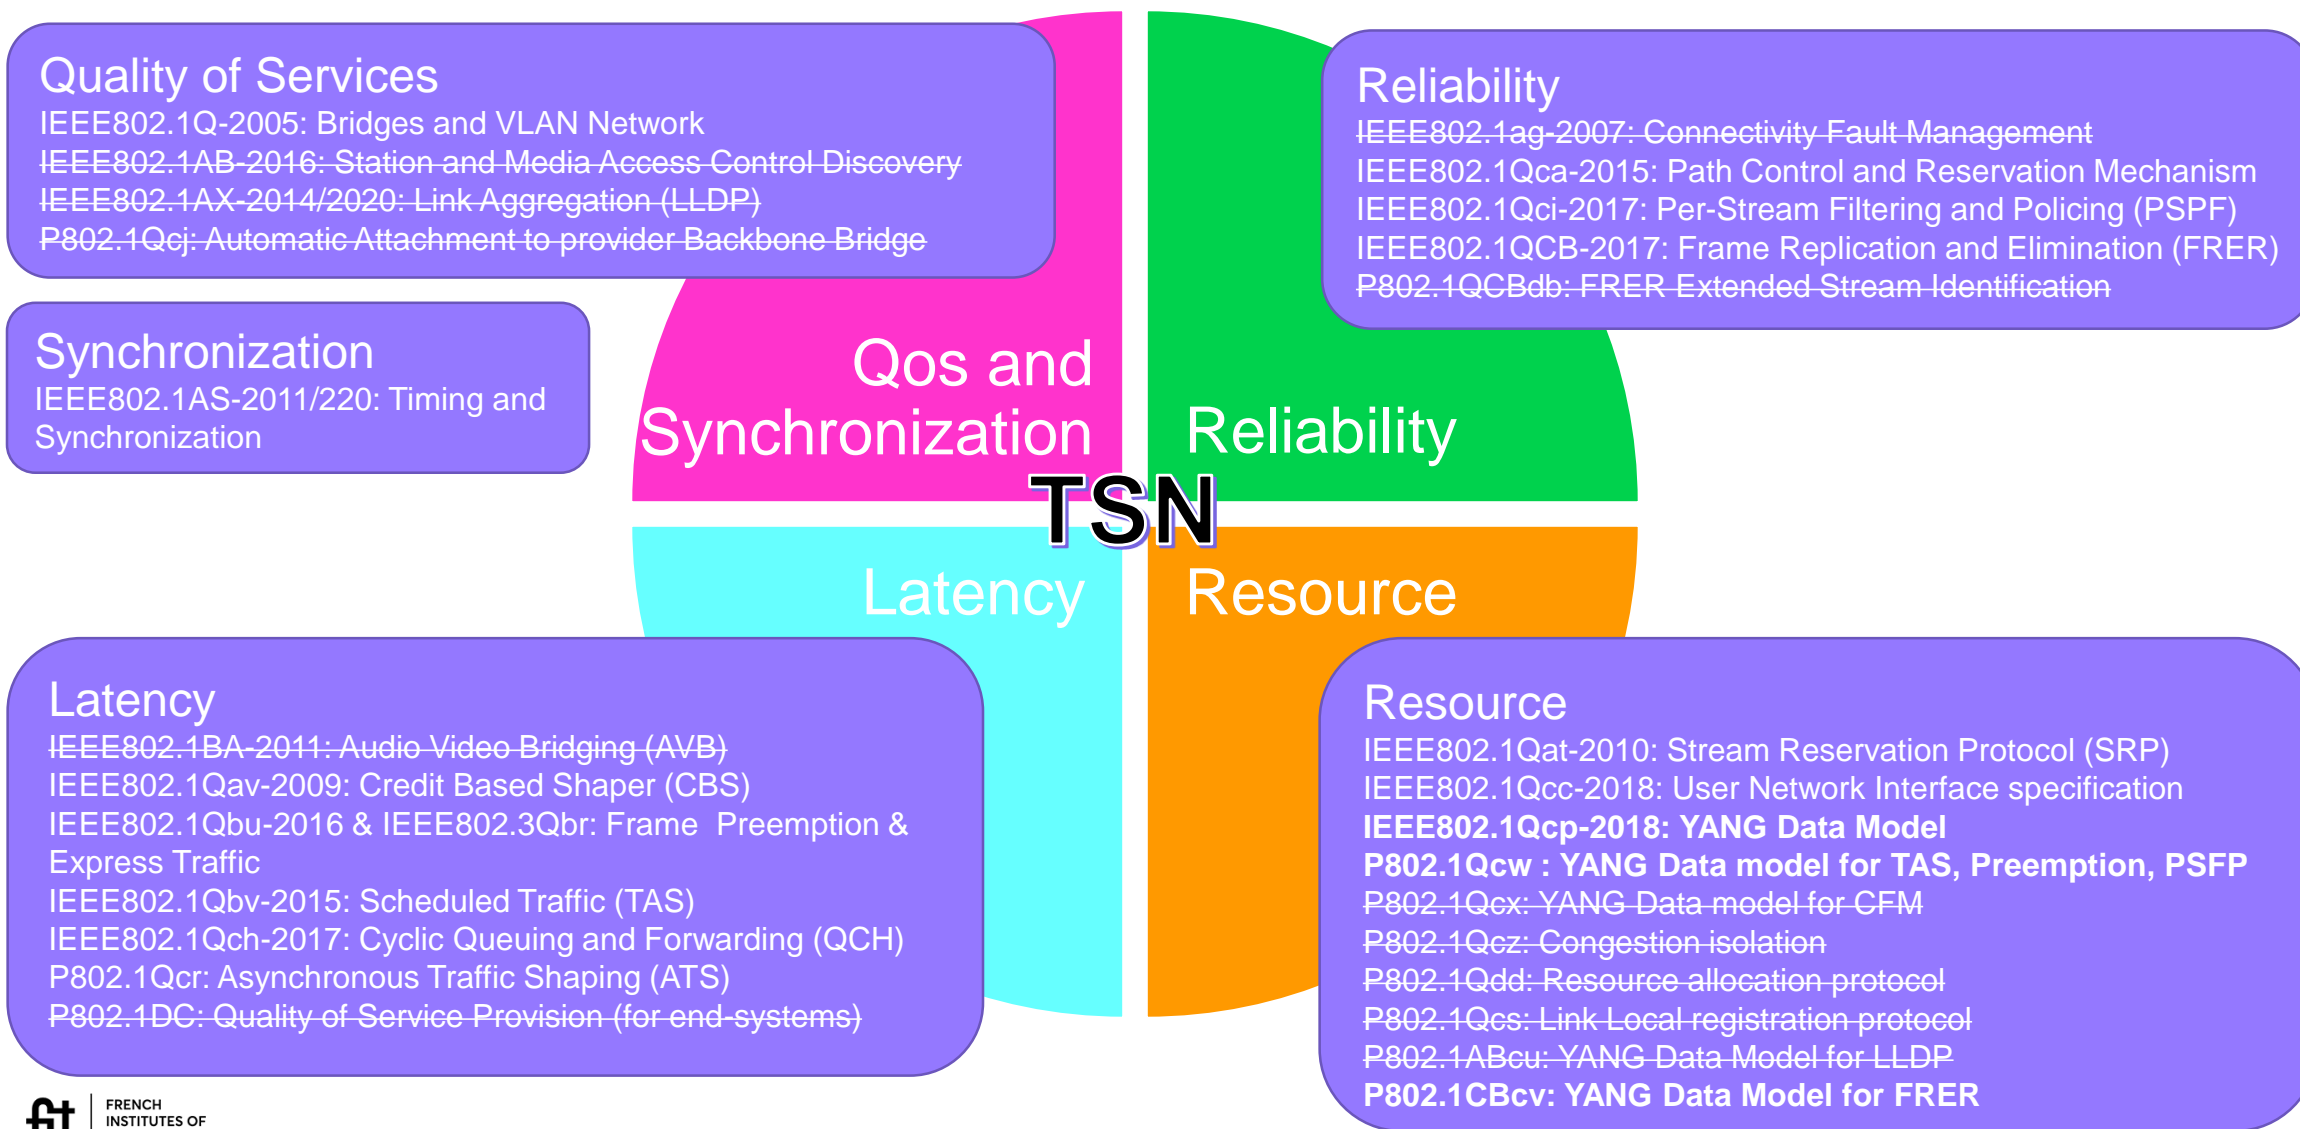 Quality of Services
IEEE802.1Q-2005: Bridges and VLAN Network
IEEE802.1AB-2016: Station and Media Access Control Discovery
IEEE802.1AX-2014/2020: Link Aggregation (LLDP)
P802.1Qcj: Automatic Attachment to provider Backbone Bridge
Synchronization
IEEE802.1AS-2011/220: Timing and
Synchronization
Qos and
Synchronization
Reliability
TSN
Latency
Resource
Reliability
IEEE802.1ag-2007: Connectivity Fault Management
IEEE802.1Qca-2015: Path Control and Reservation Mechanism
IEEE802.1Qci-2017: Per-Stream Filtering and Policing (PSPF)
IEEE802.1QCB-2017: Frame Replication and Elimination (FRER)
P802.1QCBdb: FRER Extended Stream Identification
Latency
IEEE802.1BA-2011: Audio Video Bridging (AVB)
IEEE802.1Qav-2009: Credit Based Shaper (CBS)
IEEE802.1Qbu-2016 & IEEE802.3Qbr: Frame Preemption &
Express Traffic
IEEE802.1Qbv-2015: Scheduled Traffic (TAS)
IEEE802.1Qch-2017: Cyclic Queuing and Forwarding (QCH)
P802.1Qcr: Asynchronous Traffic Shaping (ATS)
P802.1DC: Quality of Service Provision (for end-systems)
Resource
IEEE802.1Qat-2010: Stream Reservation Protocol (SRP)
IEEE802.1Qcc-2018: User Network Interface specification
IEEE802.1Qcp-2018: YANG Data Model
P802.1Qcw : YANG Data model for TAS, Preemption, PSFP
P802.1Qcx: YANG Data model for CFM
P802.1Qcz: Congestion isolation
P802.1Qdd: Resource allocation protocol
P802.1Qcs: Link Local registration protocol
P802.1ABcu: YANG Data Model for LLDP
P802.1CBcv: YANG Data Model for FRER
fit
FRENCH
INSTITUTES OF